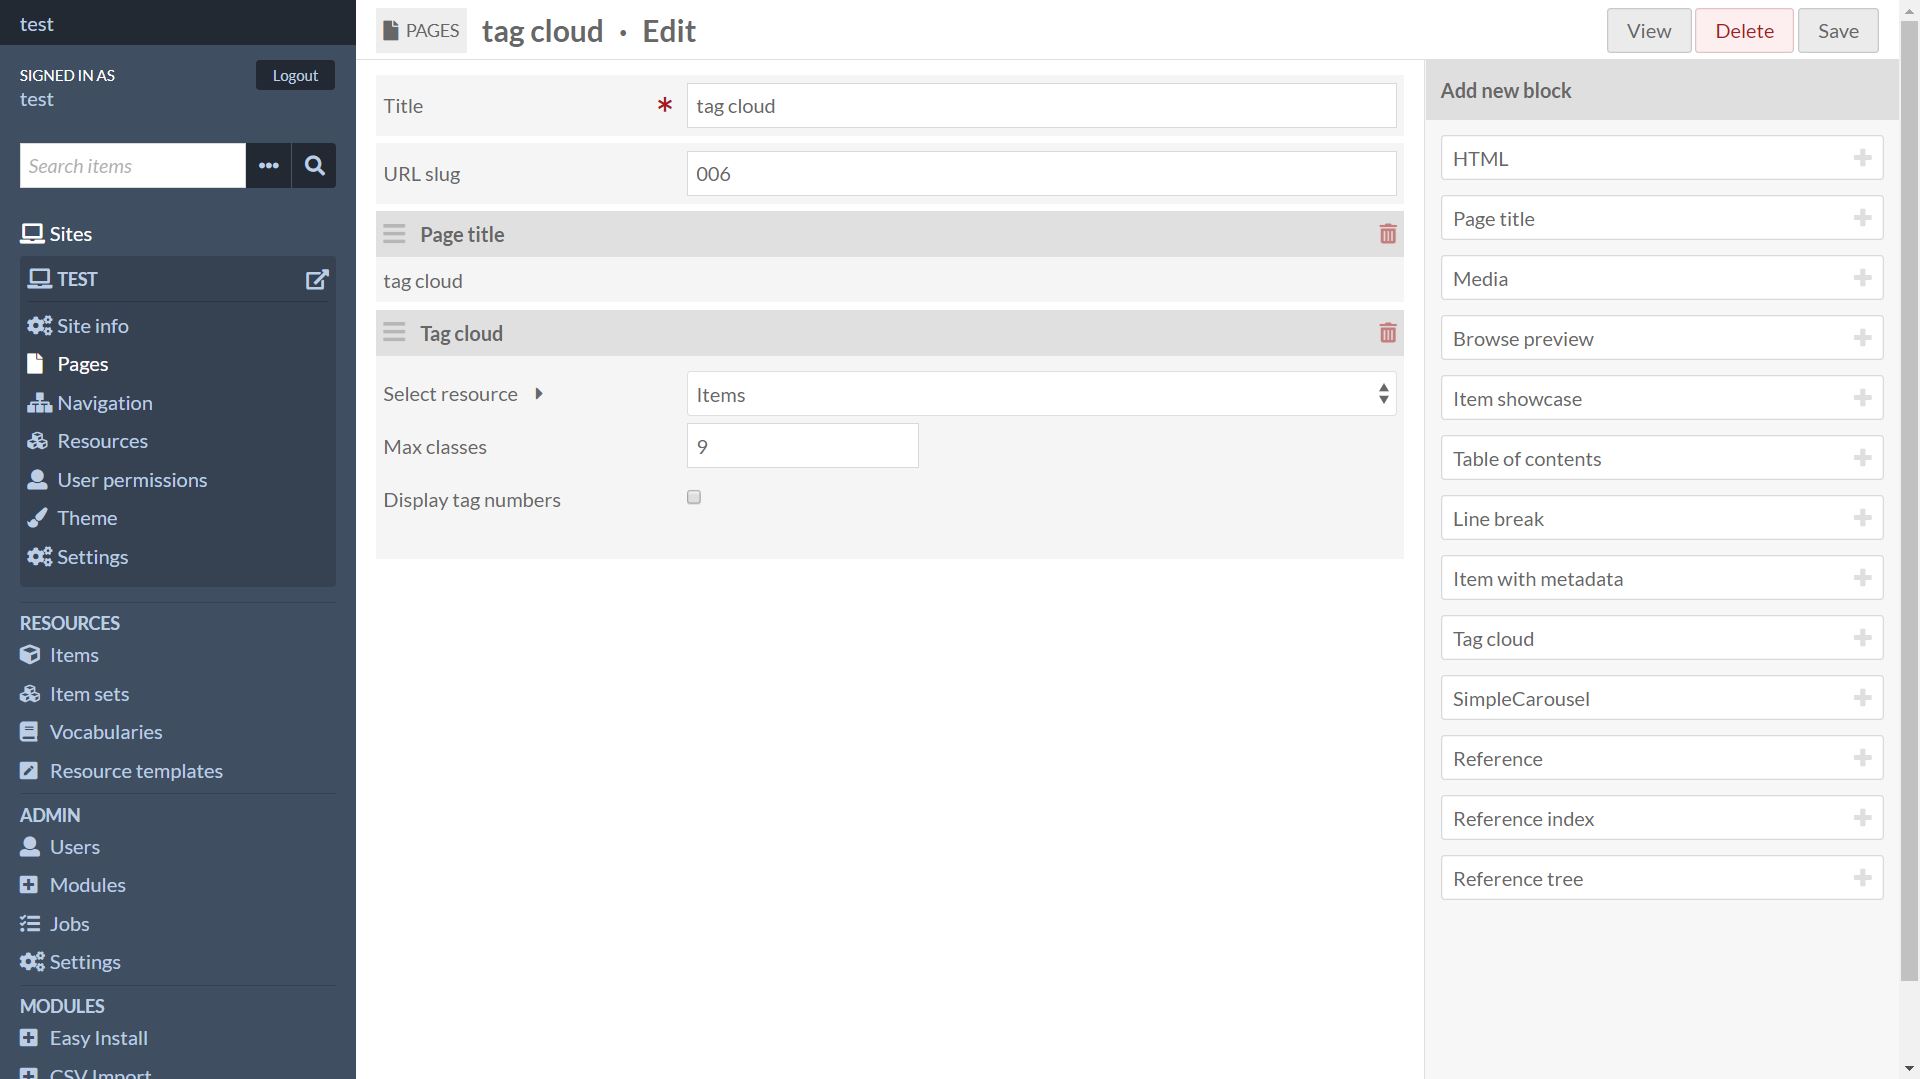 test
SIGNED IN AS
Logout
test
Search items
Sites
TEST
Site info
Pages
Navigation
Resources
User permissions
Theme
Settings
RESOURCES
Items
Item sets
Vocabularies
Resource templates
ADMIN
Users
Modules
Jobs
Settings
MODULES
Easy Install
CSV Import
PAGES
tag cloud · Edit
View
Delete
Save
Title * tag cloud
URL slug 006
Page title
tag cloud
Tag cloud
Select resource Items
Max classes 9
Display tag numbers
Add new block
HTML
Page title
Media
Browse preview
Item showcase
Table of contents
Line break
Item with metadata
Tag cloud
SimpleCarousel
Reference
Reference index
Reference tree